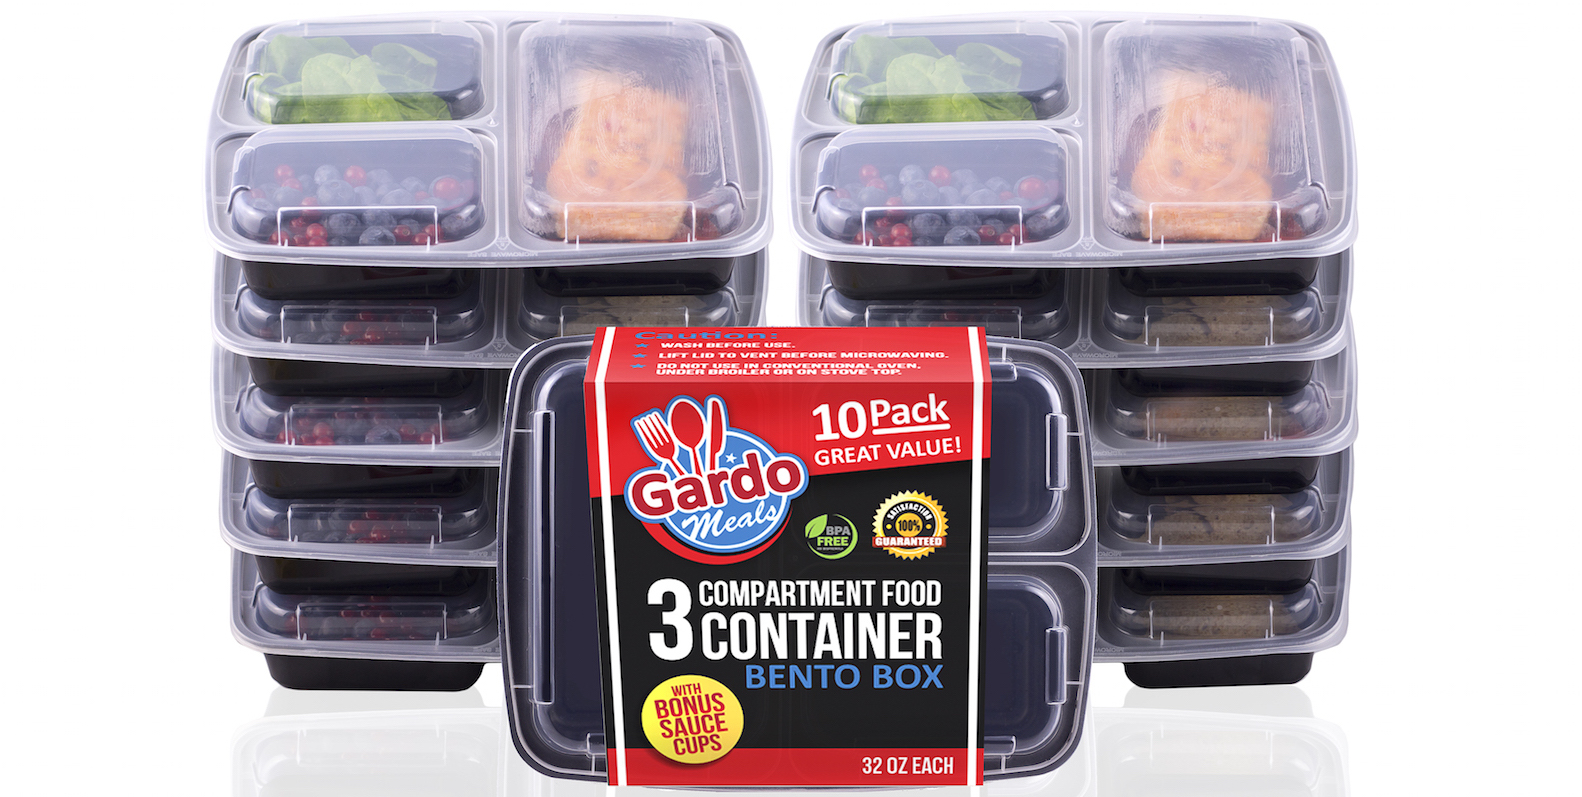 Caution:
WASH BEFORE USE.
LIFT LID TO VENT BEFORE MICROWAVING.
DO NOT USE IN CONVENTIONAL OVEN,
UNDER BROILER OR ON STOVE TOP.
10 Pack
GREAT VALUE!
Gardo
Meals
BPA
FREE
SATISFACTION
100%
GUARANTEED
3 COMPARTMENT FOOD
CONTAINER
BENTO BOX
WITH
BONUS
SAUCE
CUPS
32 OZ EACH